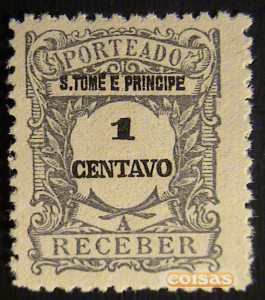 PORTEADO
S. TOMÉ E PRINCIPE
1
CENTAVO
A
RECEBER
coisas